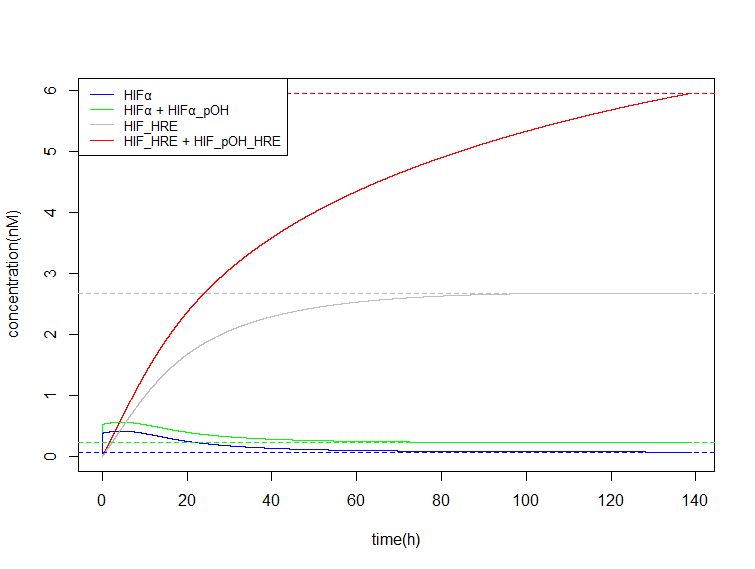 HIFα
HIFα + HIFα_pOH
HIF_HRE
HIF_HRE + HIF_pOH_HRE
6
5
4
3
2
1
0
concentration(nM)
0 20 40 60 80 100 120 140
time(h)